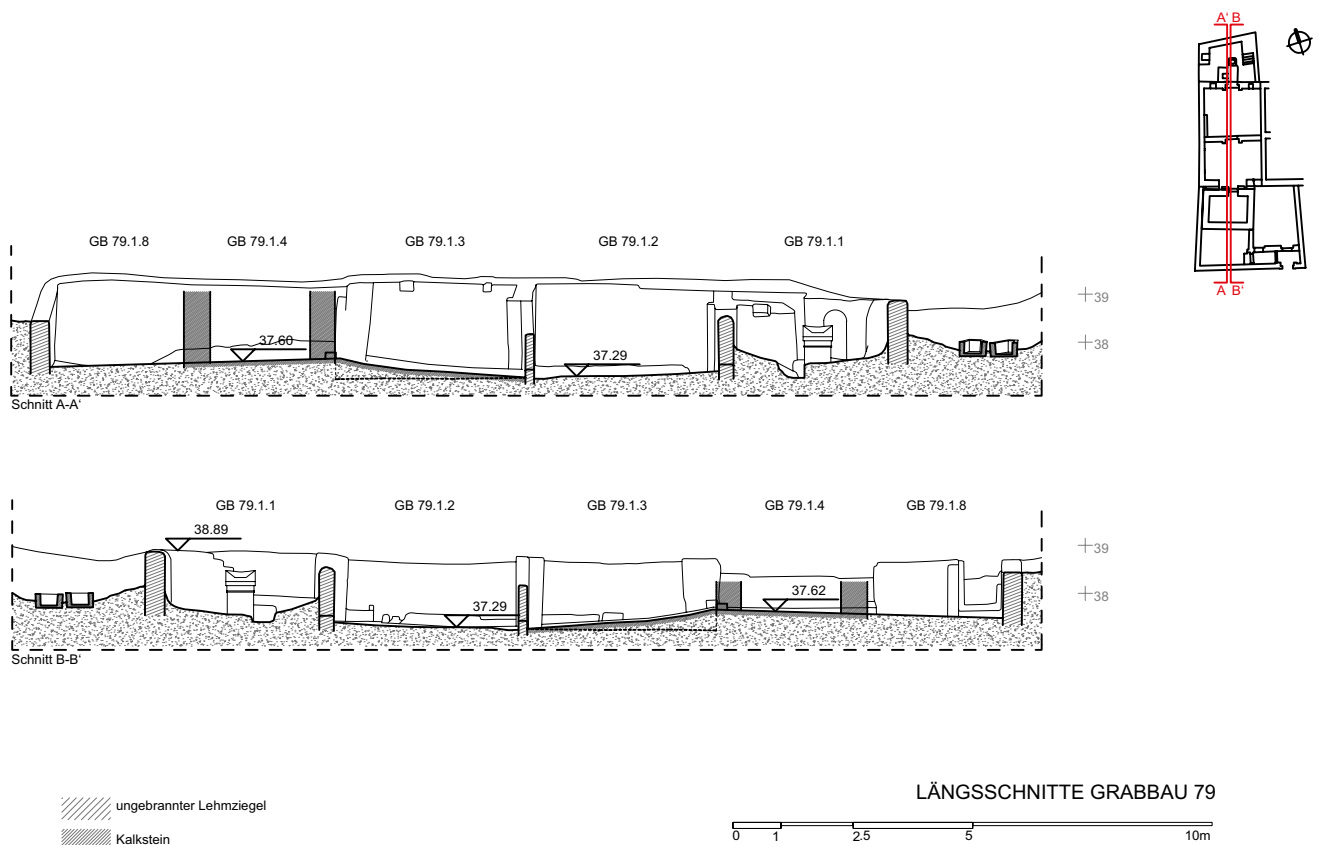 A' B
A B'
GB 79.1.8 GB 79.1.4 GB 79.1.3 GB 79.1.2 GB 79.1.1
39
37.60 37.29 38
Schnitt A-A'
GB 79.1.1 GB 79.1.2 GB 79.1.3 GB 79.1.4 GB 79.1.8
38.89
39
37.29 37.62 38
Schnitt B-B'
LÄNGSSCHNITTE GRABBAU 79
ungebrannter Lehmziegel
Kalkstein
0 1 2.5 5 10m